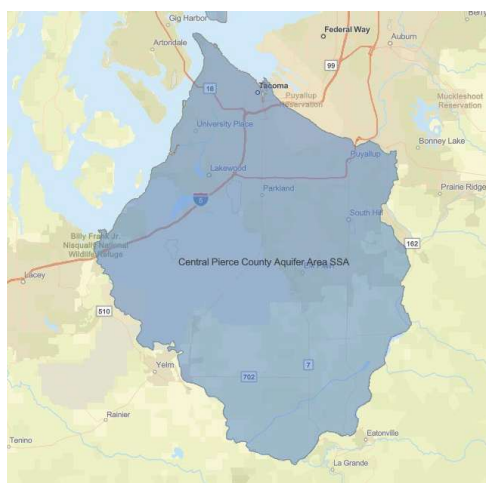 Gig Harbor
Berry
Artondale
Federal Way
Auburn
99
16
Tacoma
Puyallup
Reservation
Muckleshoot
Reservation
University Place
Bonney Lake
Puyallup
Lakewood
Parkland
Prairie Ridge
5
South Hill
Billy Frank Jr.
Nisqually National
Wildlife Refuge
162
Central Pierce County Aquifer Area SSA
Lacey
510
7
Yelm
702
Rainier
Tenino
Eatonville
La Grande